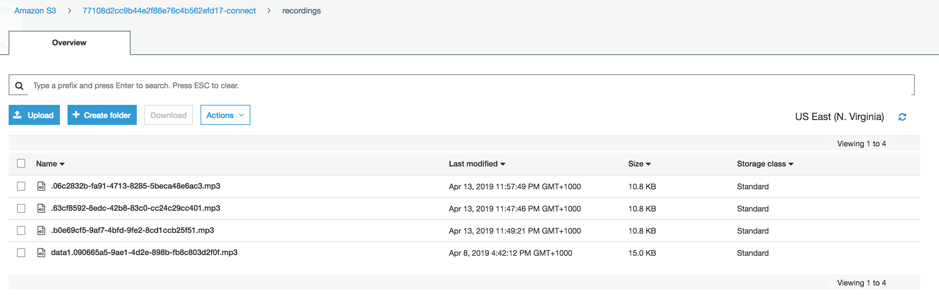 Amazon S3 > 77108d2cc9b44e2f86e76c4b562efd17-connect > recordings
Overview
Type a prefix and press Enter to search. Press ESC to clear.
Upload + Create folder Download Actions
US East (N. Virginia)
Viewing 1 to 4
Name Last modified Size Storage class
.06c2832b-fa91-4713-8285-5beca48e6ac3.mp3 Apr 13, 2019 11:57:49 PM GMT+1000 10.8 KB Standard
.63cf8592-8edc-42b8-83c0-cc24c29cc401.mp3 Apr 13, 2019 11:47:46 PM GMT+1000 10.8 KB Standard
.b0e69cf5-9af7-4bfd-9fe2-8cd1ccb25f51.mp3 Apr 13, 2019 11:49:21 PM GMT+1000 10.8 KB Standard
data1.090665a5-9ae1-4d2e-898b-fb8c803d2f0f.mp3 Apr 8, 2019 4:42:12 PM GMT+1000 15.0 KB Standard
Viewing 1 to 4